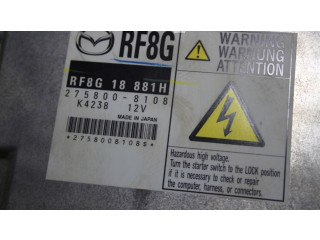 RF8G
WARNING
WARNUNG
ATTENTION
RF8G 18 881H
275800-8108
K4238 12V
MADE IN JAPAN
*2758008108*
Hazardous high voltage.
Turn the starter switch to the LOCK position
if it is necessary to check or repair
the computer, harness, or connectors.